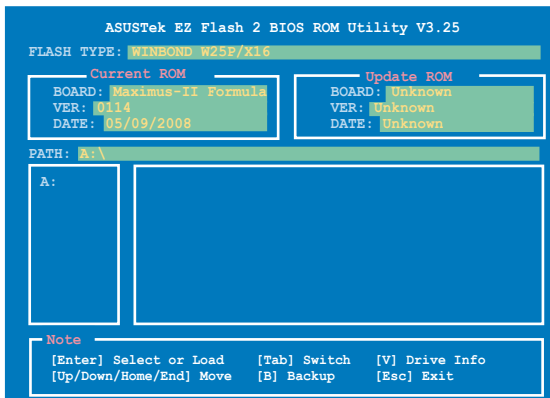 ASUSTek EZ Flash 2 BIOS ROM Utility V3.25
FLASH TYPE: WINBOND W25P/X16
Current ROM
BOARD: Maximus-II Formula
VER: 0114
DATE: 05/09/2008
Update ROM
BOARD: Unknown
VER: Unknown
DATE: Unknown
PATH: A:\
A:
Note
[Enter] Select or Load [Tab] Switch [V] Drive Info
[Up/Down/Home/End] Move [B] Backup [Esc] Exit